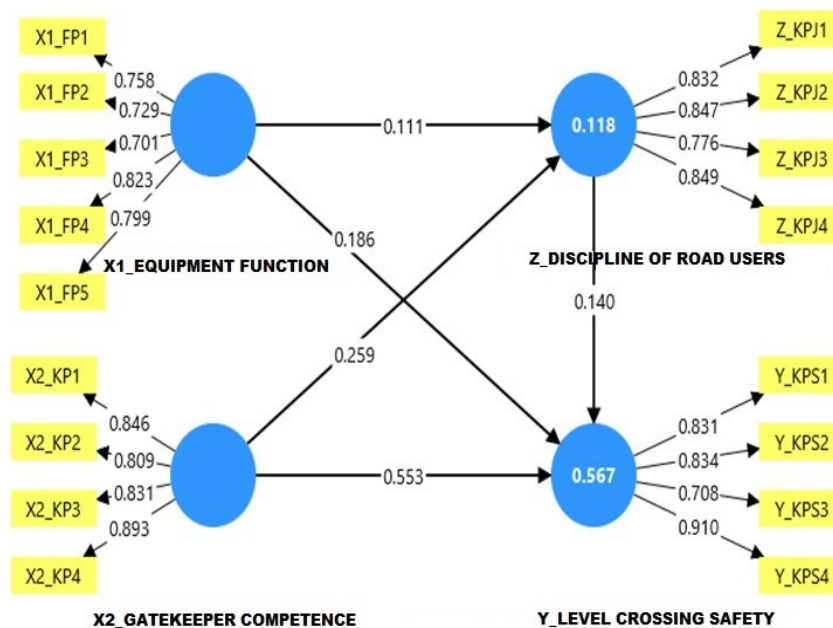 X1_FP1
X1_FP2
X1_FP3
X1_FP4
X1_FP5
0.758
0.729
0.701
0.823
0.799
X1_EQUIPMENT FUNCTION
0.111
0.186
0.118
0.832
0.847
0.776
0.849
Z_KPJ1
Z_KPJ2
Z_KPJ3
Z_KPJ4
Z_DISCIPLINE OF ROAD USERS
0.140
0.259
X2_KP1
X2_KP2
X2_KP3
X2_KP4
0.846
0.809
0.831
0.893
X2_GATEKEEPER COMPETENCE
0.553
0.567
0.831
0.834
0.708
0.910
Y_KPS1
Y_KPS2
Y_KPS3
Y_KPS4
Y_LEVEL CROSSING SAFETY